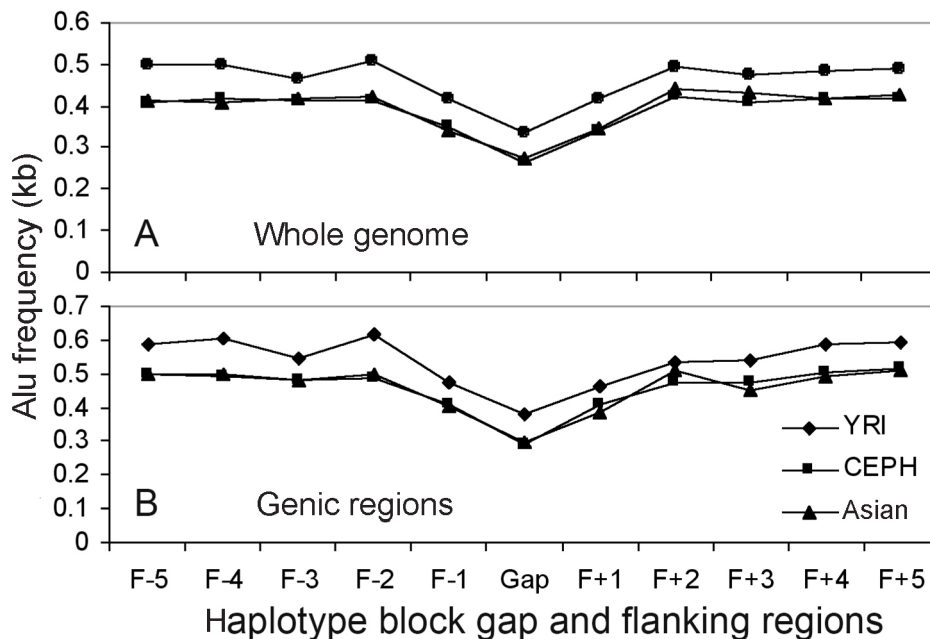 Alu frequency (kb)
0.6
0.5
0.4
0.3
0.2
0.1
0
A Whole genome
0.7
0.6
0.5
0.4
0.3
0.2
0.1
0
B Genic regions
YRI
CEPH
Asian
F-5 F-4 F-3 F-2 F-1 Gap F+1 F+2 F+3 F+4 F+5
Haplotype block gap and flanking regions